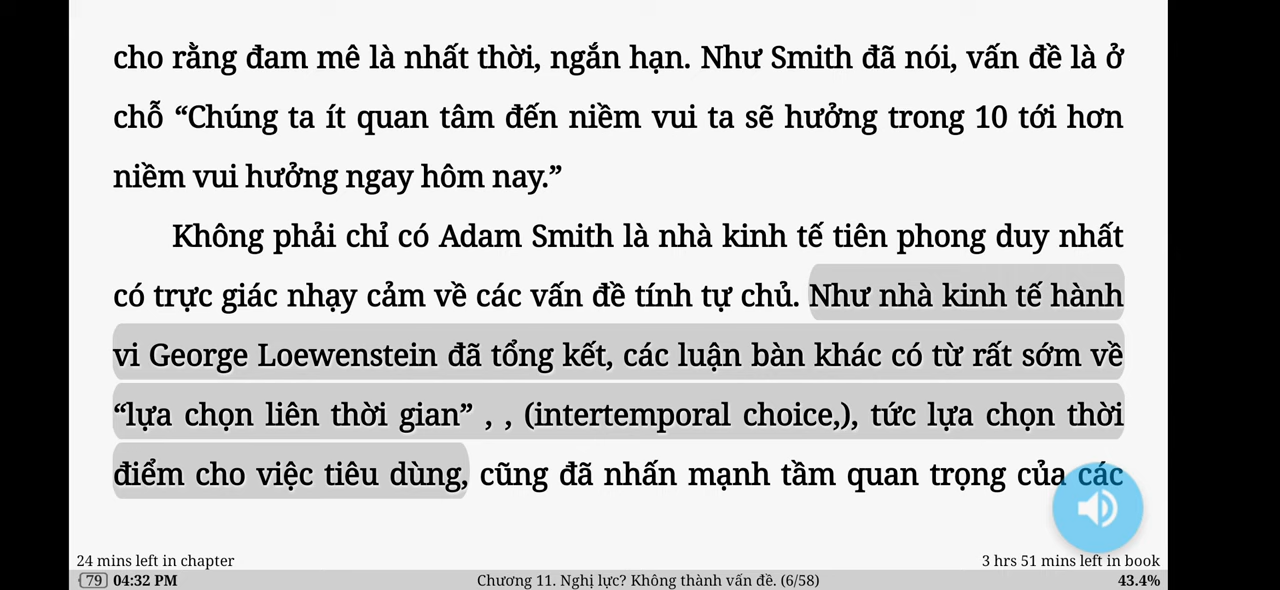 cho rằng đam mê là nhất thời, ngắn hạn. Như Smith đã nói, vấn đề là ở
chỗ “Chúng ta ít quan tâm đến niềm vui ta sẽ hưởng trong 10 tới hơn
niềm vui hưởng ngay hôm nay.”
Không phải chỉ có Adam Smith là nhà kinh tế tiên phong duy nhất
có trực giác nhạy cảm về các vấn đề tính tự chủ. Như nhà kinh tế hành
vi George Loewenstein đã tổng kết, các luận bàn khác có từ rất sớm về
“lựa chọn liên thời gian” , , (intertemporal choice,), tức lựa chọn thời
điểm cho việc tiêu dùng, cũng đã nhấn mạnh tầm quan trọng của các
24 mins left in chapter 3 hrs 51 mins left in book
79 04:32 PM Chương 11. Nghị lực? Không thành vấn đề. (6/58) 43.4%